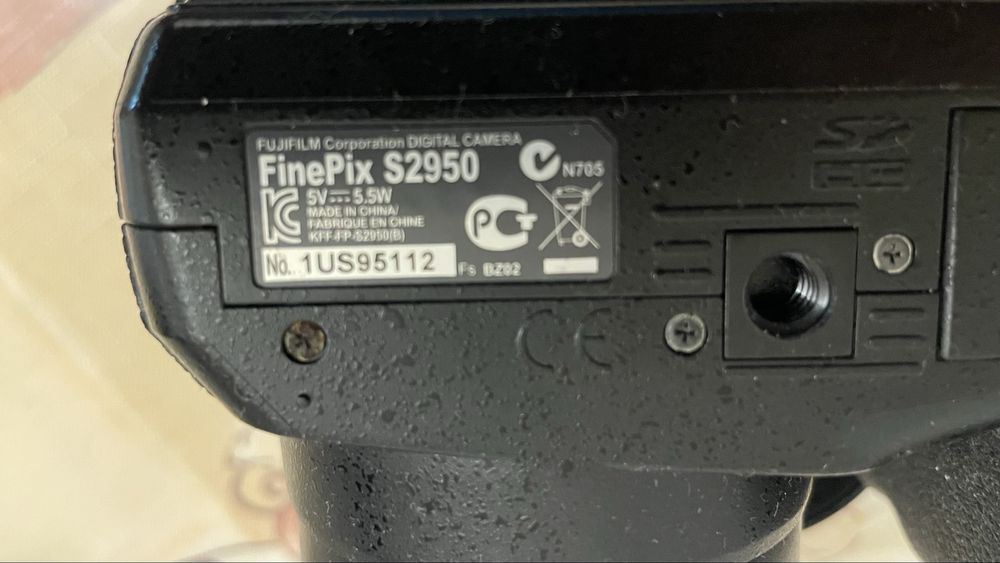 FUJIFILM Corporation DIGITAL CAMERA
FinePix S2950
N705
5V⎓5.5W
MADE IN CHINA/
FABRIQUE EN CHINE
KFF-FP-S2950(B)
No. 1US95112
Fs BZ02
CE